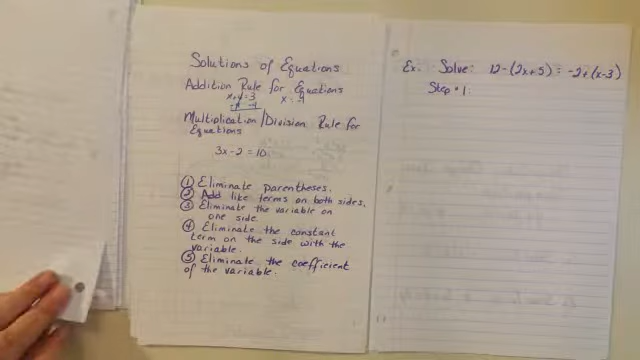 Solutions of Equations
Addition Rule for Equations
x+4=3
-4 -4
Multiplication/Division Rule for
Equations
3x-2=10
① Eliminate parentheses.
② Add like terms on both sides.
③ Eliminate the variable on
one side
④ Eliminate the constant
term on the side with the
variable.
⑤ Eliminate the coefficient
of the variable.
Ex. Solve: 12-(2x+5) = -2+(x-3)
Step #1: